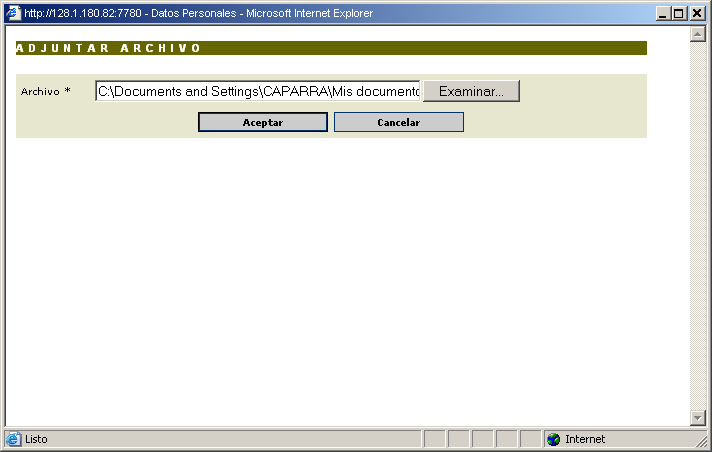 http://128.1.180.82:7780 - Datos Personales - Microsoft Internet Explorer
ADJUNTAR ARCHIVO
Archivo * C:\Documents and Settings\CAPARRA\Mis documento Examinar...
Aceptar Cancelar
Listo Internet